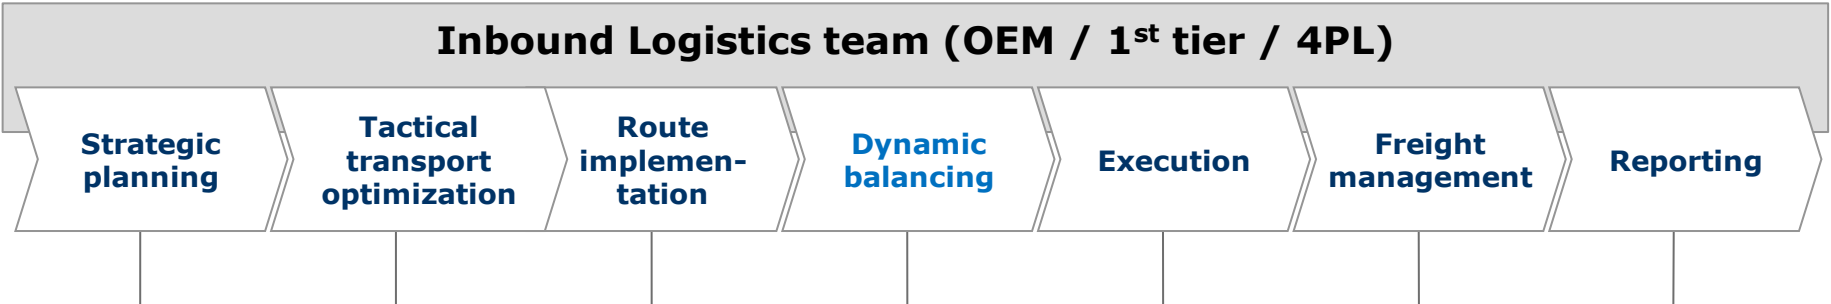 Inbound Logistics team (OEM / 1st tier / 4PL)
Strategic
planning
Tactical
transport
optimization
Route
implemen-
tation
Dynamic
balancing
Execution
Freight
management
Reporting